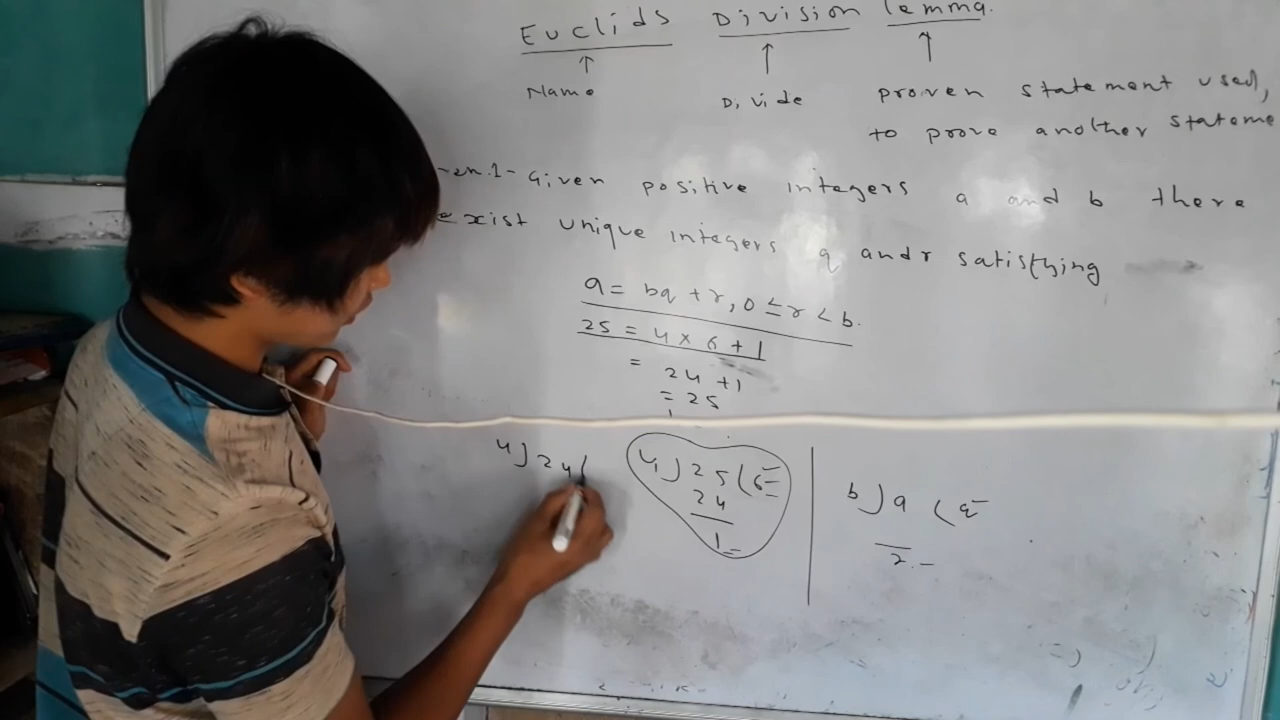 Euclids Division lemma.
Name Divide proven statement used,
to prove another stateme
Given positive integers a and b there
exist unique integers q and r satisfying
a = bq + r, 0 ≤ r < b.
25 = 4 × 6 + 1
= 24 + 1
= 25
4 ) 24 (
4 ) 25 ( 6
24
1
b ) a ( q
r